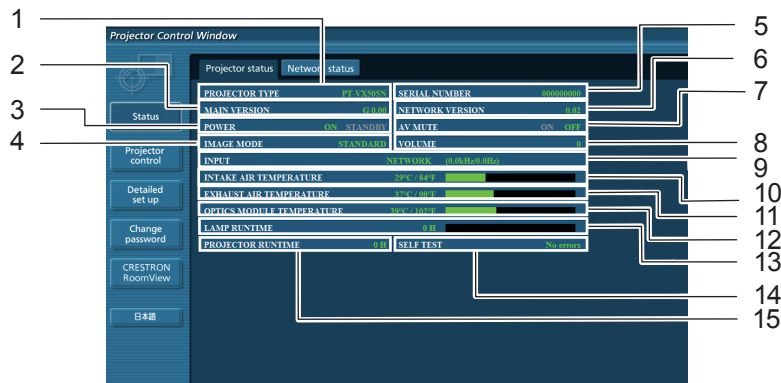 Projector Control Window
Projector status Network status
PROJECTOR TYPE PT-VX505N SERIAL NUMBER 000000000
MAIN VERSION G 0.00 NETWORK VERSION 0.02
POWER ON STANDBY AV MUTE ON OFF
IMAGE MODE STANDARD VOLUME 0
INPUT NETWORK (0.0kHz/0.0Hz)
INTAKE AIR TEMPERATURE 29°C / 84°F
EXHAUST AIR TEMPERATURE 37°C / 98°F
OPTICS MODULE TEMPERATURE 39°C / 102°F
LAMP RUNTIME 0 H
PROJECTOR RUNTIME 0 H SELF TEST No errors
Status
Projector
control
Detailed
set up
Change
password
CRESTRON
RoomView
日本語
1
2
3
4
5
6
7
8
9
10
11
12
13
14
15